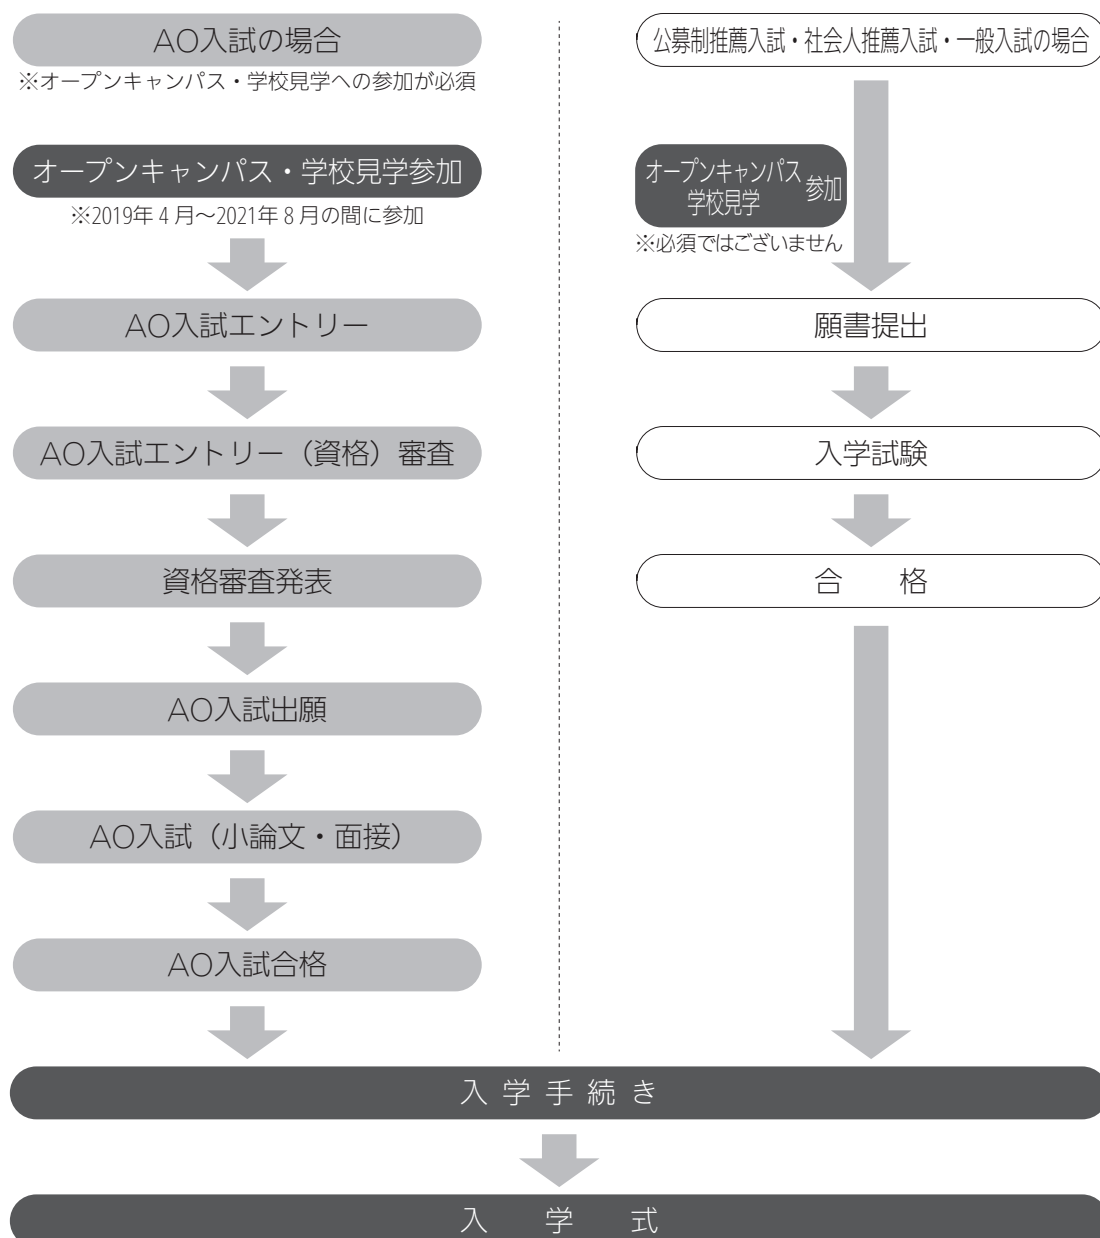 AO入試の場合
※オープンキャンパス・学校見学への参加が必須
オープンキャンパス・学校見学参加
※2019年4月～2021年8月の間に参加
AO入試エントリー
AO入試エントリー（資格）審査
資格審査発表
AO入試出願
AO入試（小論文・面接）
AO入試合格
公募制推薦入試・社会人推薦入試・一般入試の場合
オープンキャンパス
学校見学
参加
※必須ではございません
願書提出
入学試験
合　格
入学手続き
入　学　式